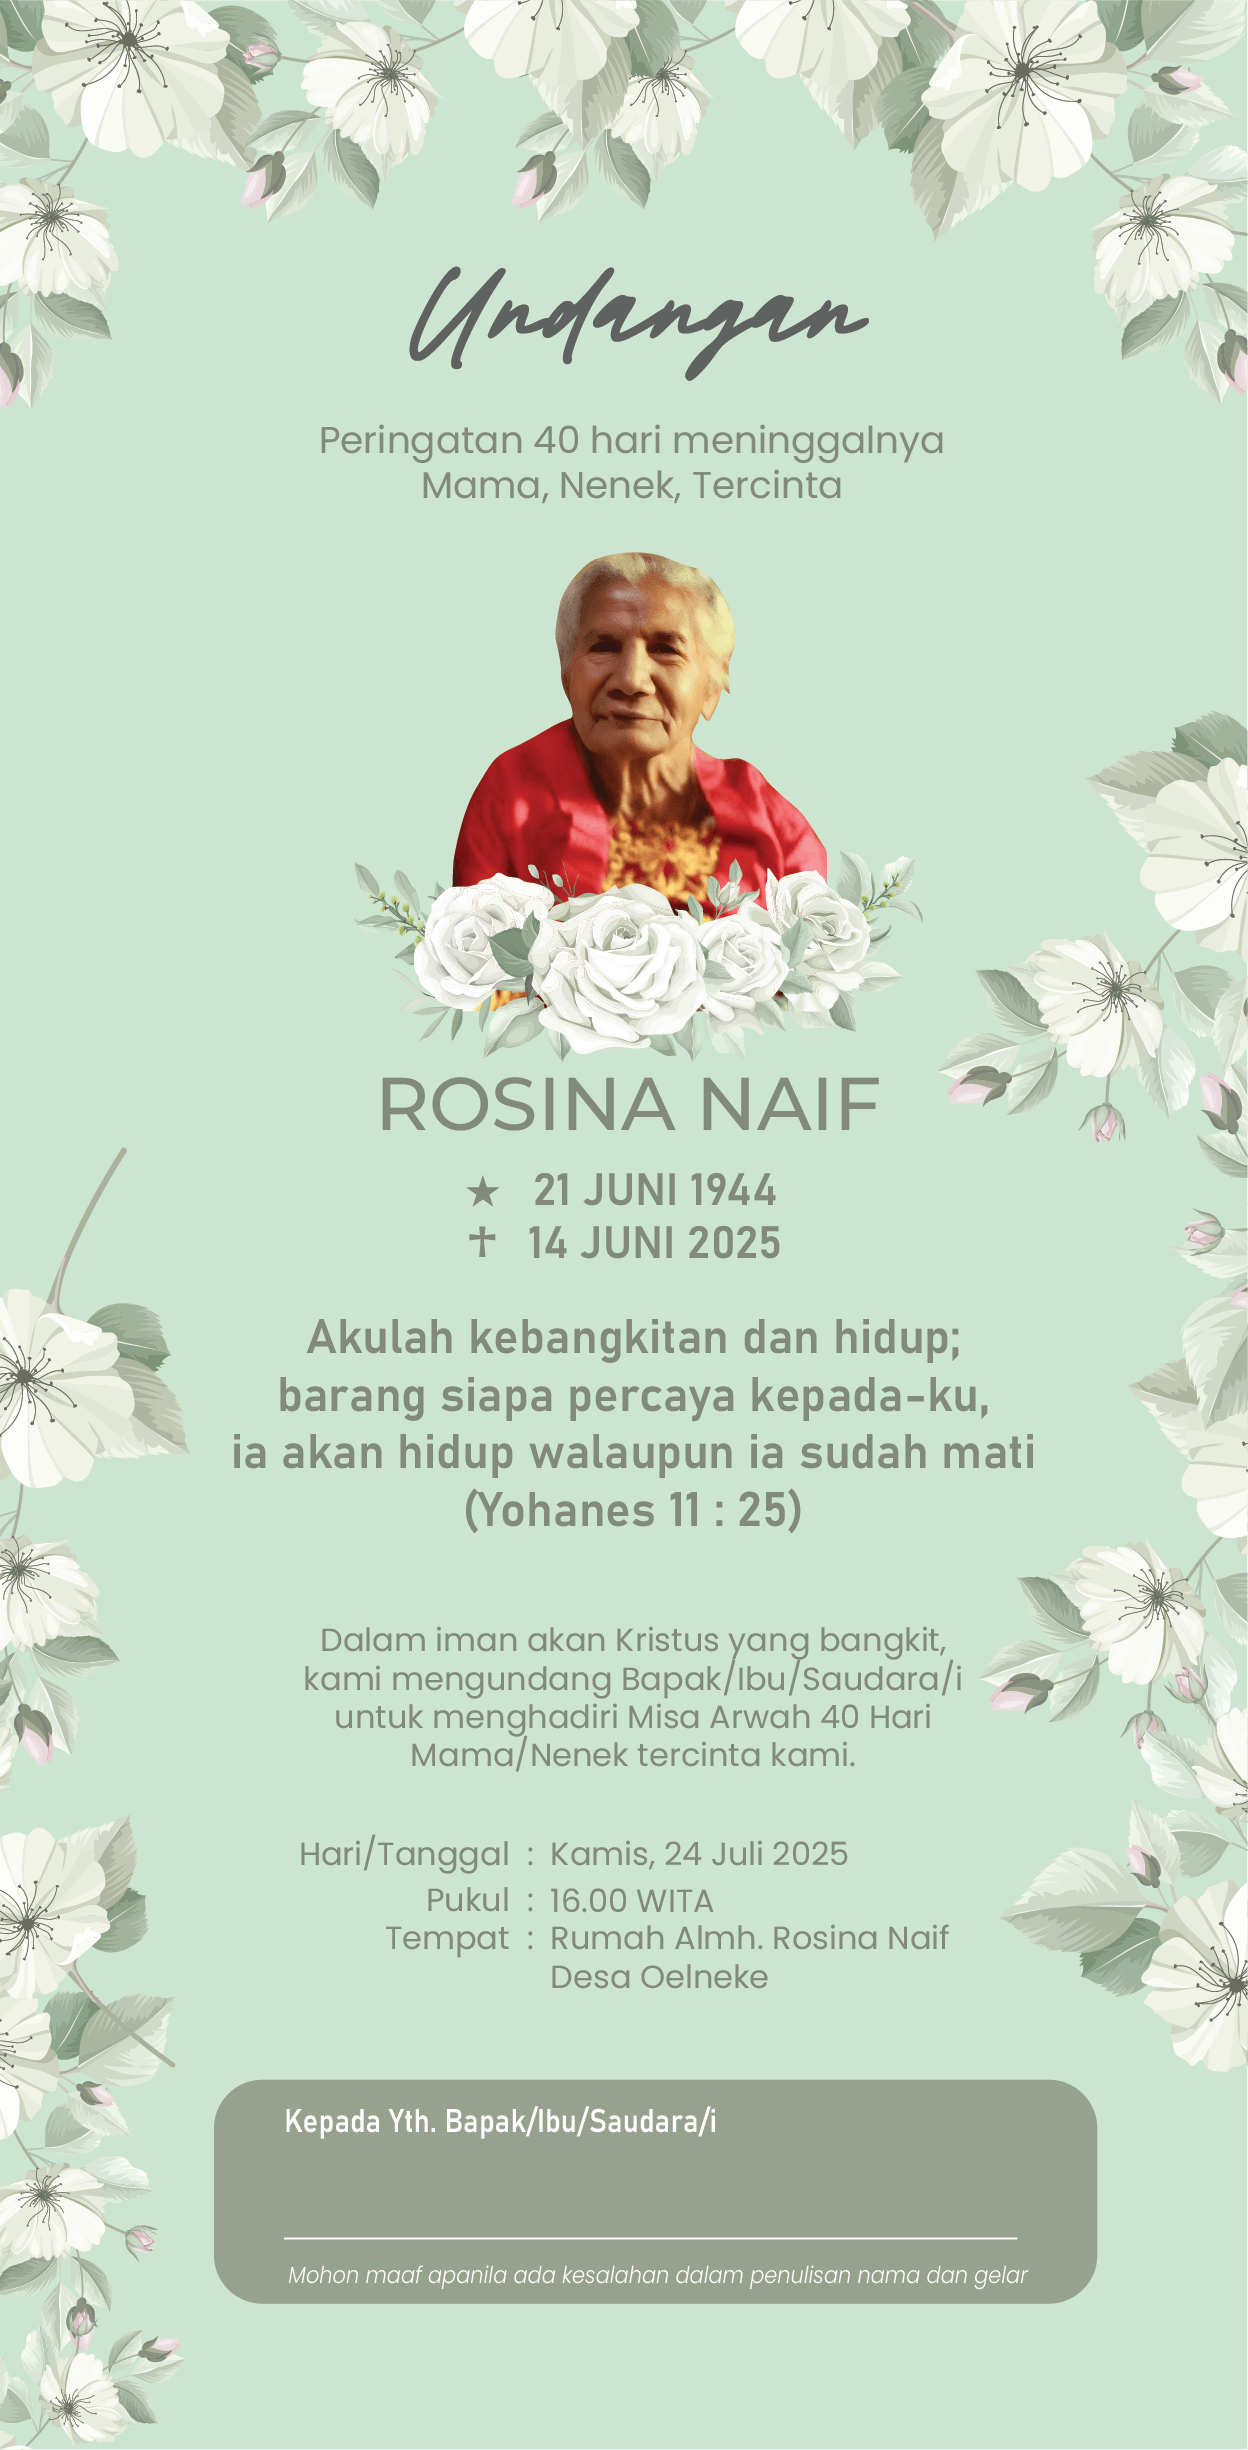 Undangan
Peringatan 40 hari meninggalnya
Mama, Nenek, Tercinta
ROSINA NAIF
★ 21 JUNI 1944
✝ 14 JUNI 2025
Akulah kebangkitan dan hidup;
barang siapa percaya kepada-ku,
ia akan hidup walaupun ia sudah mati
(Yohanes 11 : 25)
Dalam iman akan Kristus yang bangkit,
kami mengundang Bapak/Ibu/Saudara/i
untuk menghadiri Misa Arwah 40 Hari
Mama/Nenek tercinta kami.
Hari/Tanggal : Kamis, 24 Juli 2025
Pukul : 16.00 WITA
Tempat : Rumah Almh. Rosina Naif
Desa Oelneke
Kepada Yth. Bapak/Ibu/Saudara/i
Mohon maaf apanila ada kesalahan dalam penulisan nama dan gelar